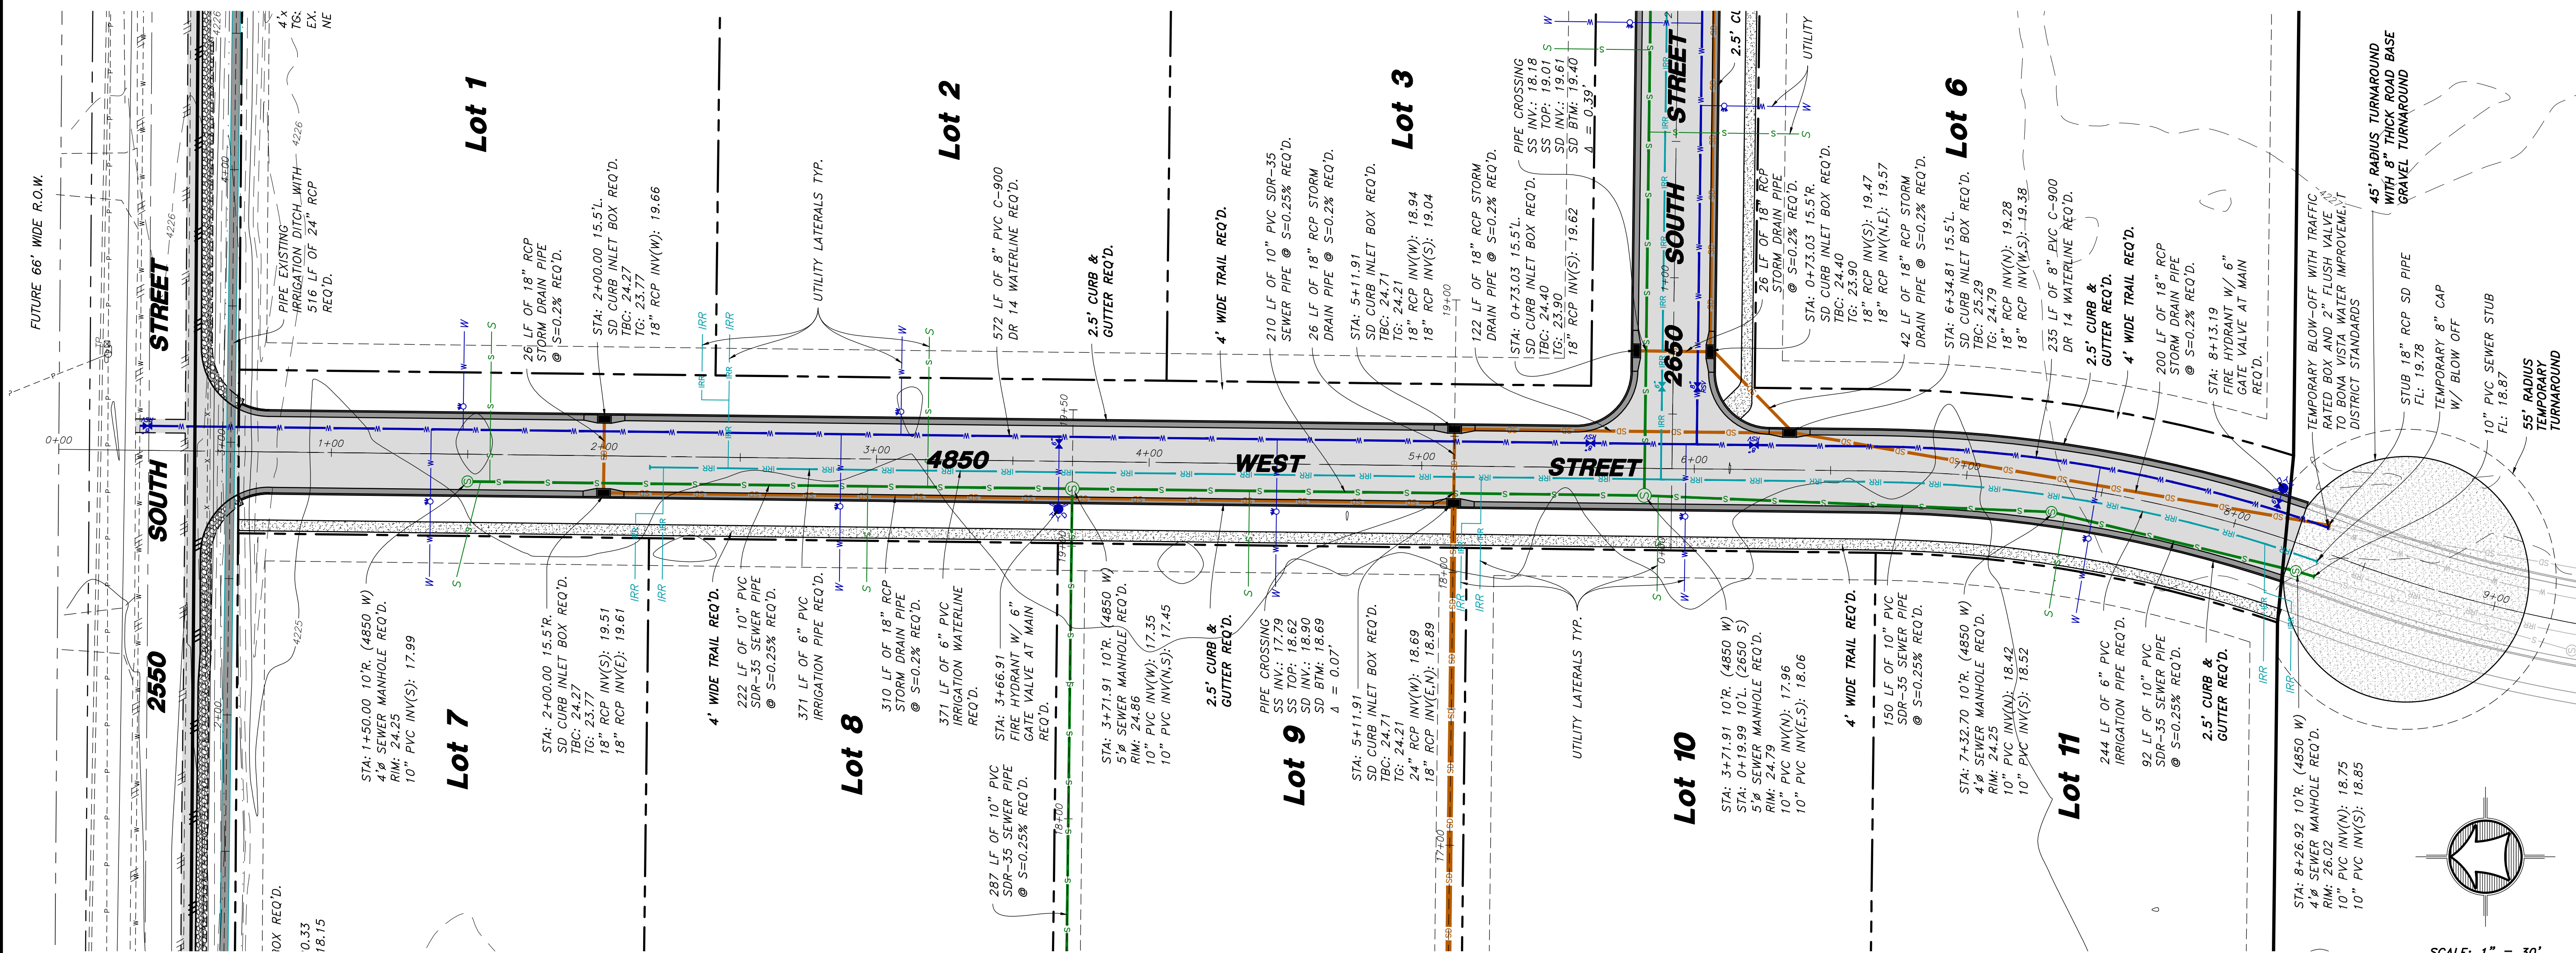 FUTURE 66' WIDE R.O.W.
2550 SOUTH STREET
4850 WEST STREET
2650 SOUTH STREET
Lot 1
Lot 2
Lot 3
Lot 6
Lot 7
Lot 8
Lot 9
Lot 10
Lot 11
PIPE EXISTING
IRRIGATION DITCH WITH
516 LF OF 24" RCP
REQ'D.
26 LF OF 18" RCP
STORM DRAIN PIPE
@ S=0.2% REQ'D.
STA: 2+00.00 15.5'L.
SD CURB INLET BOX REQ'D.
TBC: 24.27
TG: 23.77
18" RCP INV(W): 19.66
UTILITY LATERALS TYP.
572 LF OF 8" PVC C-900
DR 14 WATERLINE REQ'D.
2.5' CURB &
GUTTER REQ'D.
4' WIDE TRAIL REQ'D.
210 LF OF 10" PVC SDR-35
SEWER PIPE @ S=0.25% REQ'D.
26 LF OF 18" RCP STORM
DRAIN PIPE @ S=0.2% REQ'D.
STA: 5+11.91
SD CURB INLET BOX REQ'D.
TBC: 24.71
TG: 24.21
18" RCP INV(W): 18.94
18" RCP INV(S): 19.04
122 LF OF 18" RCP STORM
DRAIN PIPE @ S=0.2% REQ'D.
STA: 0+73.03 15.5'L.
SD CURB INLET BOX REQ'D.
TBC: 24.40
TG: 23.90
18" RCP INV(S): 19.62
PIPE CROSSING
SS INV.: 18.18
SS TOP: 19.01
SD INV.: 19.61
SD BTM: 19.40
Δ = 0.39'
UTILITY
26 LF OF 18" RCP
STORM DRAIN PIPE
@ S=0.2% REQ'D.
STA: 0+73.03 15.5'R.
SD CURB INLET BOX REQ'D.
TBC: 24.40
TG: 23.90
18" RCP INV(S): 19.47
18" RCP INV(N,E): 19.57
42 LF OF 18" RCP STORM
DRAIN PIPE @ S=0.2% REQ'D.
STA: 6+34.81 15.5'L.
SD CURB INLET BOX REQ'D.
TBC: 25.29
TG: 24.79
18" RCP INV(N): 19.28
18" RCP INV(W,S): 19.38
235 LF OF 8" PVC C-900
DR 14 WATERLINE REQ'D.
2.5' CURB &
GUTTER REQ'D.
4' WIDE TRAIL REQ'D.
200 LF OF 18" RCP
STORM DRAIN PIPE
@ S=0.2% REQ'D.
STA: 8+13.19
FIRE HYDRANT W/ 6"
GATE VALVE AT MAIN
REQ'D.
TEMPORARY BLOW-OFF WITH TRAFFIC
RATED BOX AND 2" FLUSH VALVE
TO BONA VISTA WATER IMPROVEMENT
DISTRICT STANDARDS
45' RADIUS TURNAROUND
WITH 8" THICK ROAD BASE
GRAVEL TURNAROUND
STUB 18" RCP SD PIPE
FL: 19.78
TEMPORARY 8" CAP
W/ BLOW OFF
10" PVC SEWER STUB
FL: 18.87
55' RADIUS
TEMPORARY
TURNAROUND
STA: 1+50.00 10'R. (4850 W)
4'ø SEWER MANHOLE REQ'D.
RIM: 24.25
10" PVC INV(S): 17.99
STA: 2+00.00 15.5'R.
SD CURB INLET BOX REQ'D.
TBC: 24.27
TG: 23.77
18" RCP INV(S): 19.51
18" RCP INV(E): 19.61
4' WIDE TRAIL REQ'D.
222 LF OF 10" PVC
SDR-35 SEWER PIPE
@ S=0.25% REQ'D.
371 LF OF 6" PVC
IRRIGATION PIPE REQ'D.
310 LF OF 18" RCP
STORM DRAIN PIPE
@ S=0.2% REQ'D.
371 LF 6" PVC
IRRIGATION WATERLINE
REQ'D.
STA: 3+66.91
FIRE HYDRANT W/ 6"
GATE VALVE AT MAIN
REQ'D.
287 LF OF 10" PVC
SDR-35 SEWER PIPE
@ S=0.25% REQ'D.
STA: 3+71.91 10'R. (4850 W)
5'ø SEWER MANHOLE REQ'D.
RIM: 24.86
10" PVC INV(W): 17.35
10" PVC INV(N,S): 17.45
2.5' CURB &
GUTTER REQ'D.
PIPE CROSSING
SS INV.: 17.79
SS TOP: 18.62
SD INV.: 18.90
SD BTM: 18.69
Δ = 0.07'
STA: 5+11.91
SD CURB INLET BOX REQ'D.
TBC: 24.71
TG: 24.21
24" RCP INV(W): 18.69
18" RCP INV(E,N): 18.89
UTILITY LATERALS TYP.
STA: 3+71.91 10'R. (4850 W)
STA: 0+19.99 10'L. (2650 S)
5'ø SEWER MANHOLE REQ'D.
RIM: 24.79
10" PVC INV(N): 17.96
10" PVC INV(E,S): 18.06
4' WIDE TRAIL REQ'D.
150 LF OF 10" PVC
SDR-35 SEWER PIPE
@ S=0.25% REQ'D.
STA: 7+32.70 10'R. (4850 W)
4'ø SEWER MANHOLE REQ'D.
RIM: 24.25
10" PVC INV(N): 18.42
10" PVC INV(S): 18.52
244 LF OF 6" PVC
IRRIGATION PIPE REQ'D.
92 LF OF 10" PVC
SDR-35 SEWER PIPE
@ S=0.25% REQ'D.
2.5' CURB &
GUTTER REQ'D.
STA: 8+26.92 10'R. (4850 W)
4'ø SEWER MANHOLE REQ'D.
RIM: 26.02
10" PVC INV(N): 18.75
10" PVC INV(S): 18.85
0+00
1+00
2+00
3+00
4+00
5+00
6+00
7+00
8+00
9+00
19+50
19+00
18+00
17+00
4226
4225
BOX REQ'D.
18.15